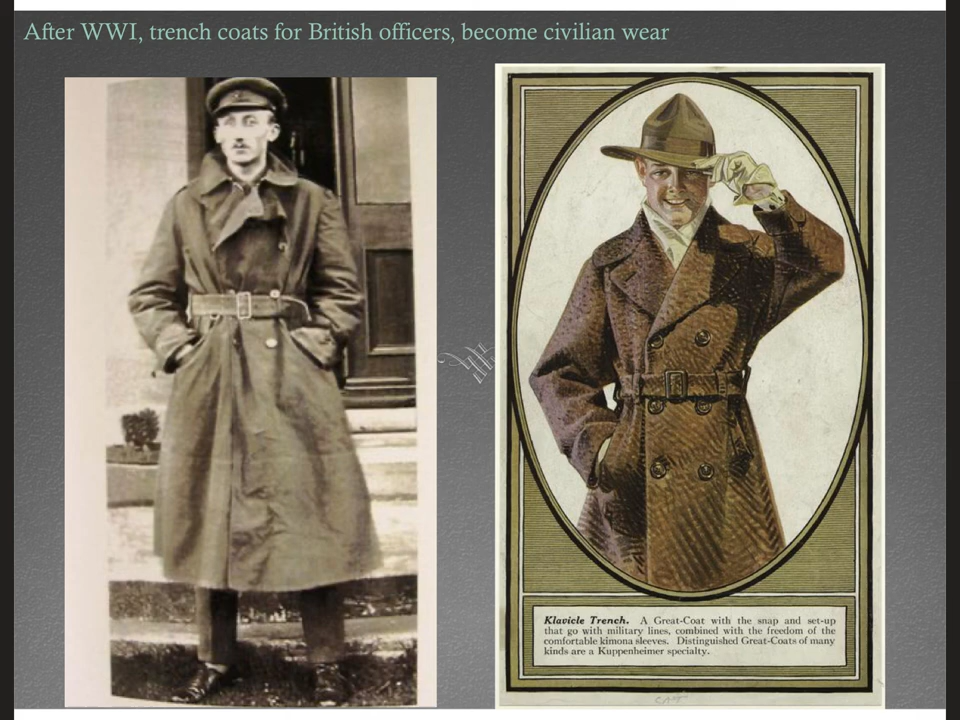 After WWI, trench coats for British officers, become civilian wear
Klavicle Trench. A Great-Coat with the snap and set-up
that go with military lines, combined with the freedom of the
comfortable kimona sleeves. Distinguished Great-Coats of many
kinds are a Kuppenheimer specialty.